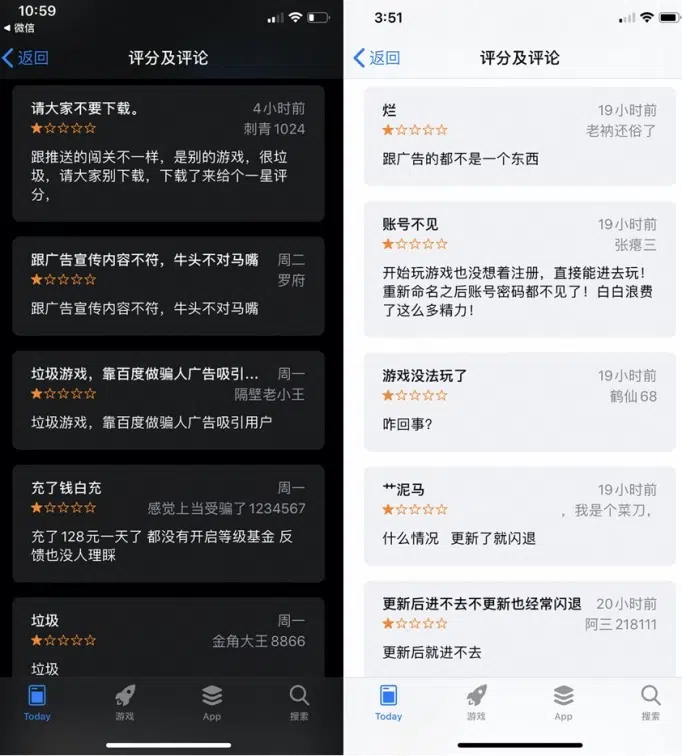 10:59
◀ 微信
返回
评分及评论
请大家不要下载。
4小时前
★☆☆☆☆
刺青1024
跟推送的闯关不一样，是别的游戏，很垃
圾，请大家别下载，下载了来给个一星评
分，
跟广告宣传内容不符，牛头不对马嘴
周二
★☆☆☆☆
罗府
跟广告宣传内容不符，牛头不对马嘴
垃圾游戏，靠百度做骗人广告吸引...
周一
★☆☆☆☆
隔壁老小王
垃圾游戏，靠百度做骗人广告吸引用户
充了钱白充
周一
★☆☆☆☆
感觉上当受骗了1234567
充了128元一天了 都没有开启等级基金 反
馈也没人理睬
垃圾
周一
★☆☆☆☆
金角大王8866
垃圾
Today
游戏
App
搜索
3:51
返回
评分及评论
烂
19小时前
★☆☆☆☆
老衲还俗了
跟广告的都不是一个东西
账号不见
19小时前
★☆☆☆☆
张瘪三
开始玩游戏也没想着注册，直接能进去玩！
重新命名之后账号密码都不见了！白白浪费
了这么多精力！
游戏没法玩了
19小时前
★☆☆☆☆
鹤仙68
咋回事？
艹泥马
19小时前
★☆☆☆☆
，我是个菜刀，
什么情况 更新了就闪退
更新后进不去不更新也经常闪退
20小时前
★☆☆☆☆
阿三218111
更新后就进不去
Today
游戏
App
搜索